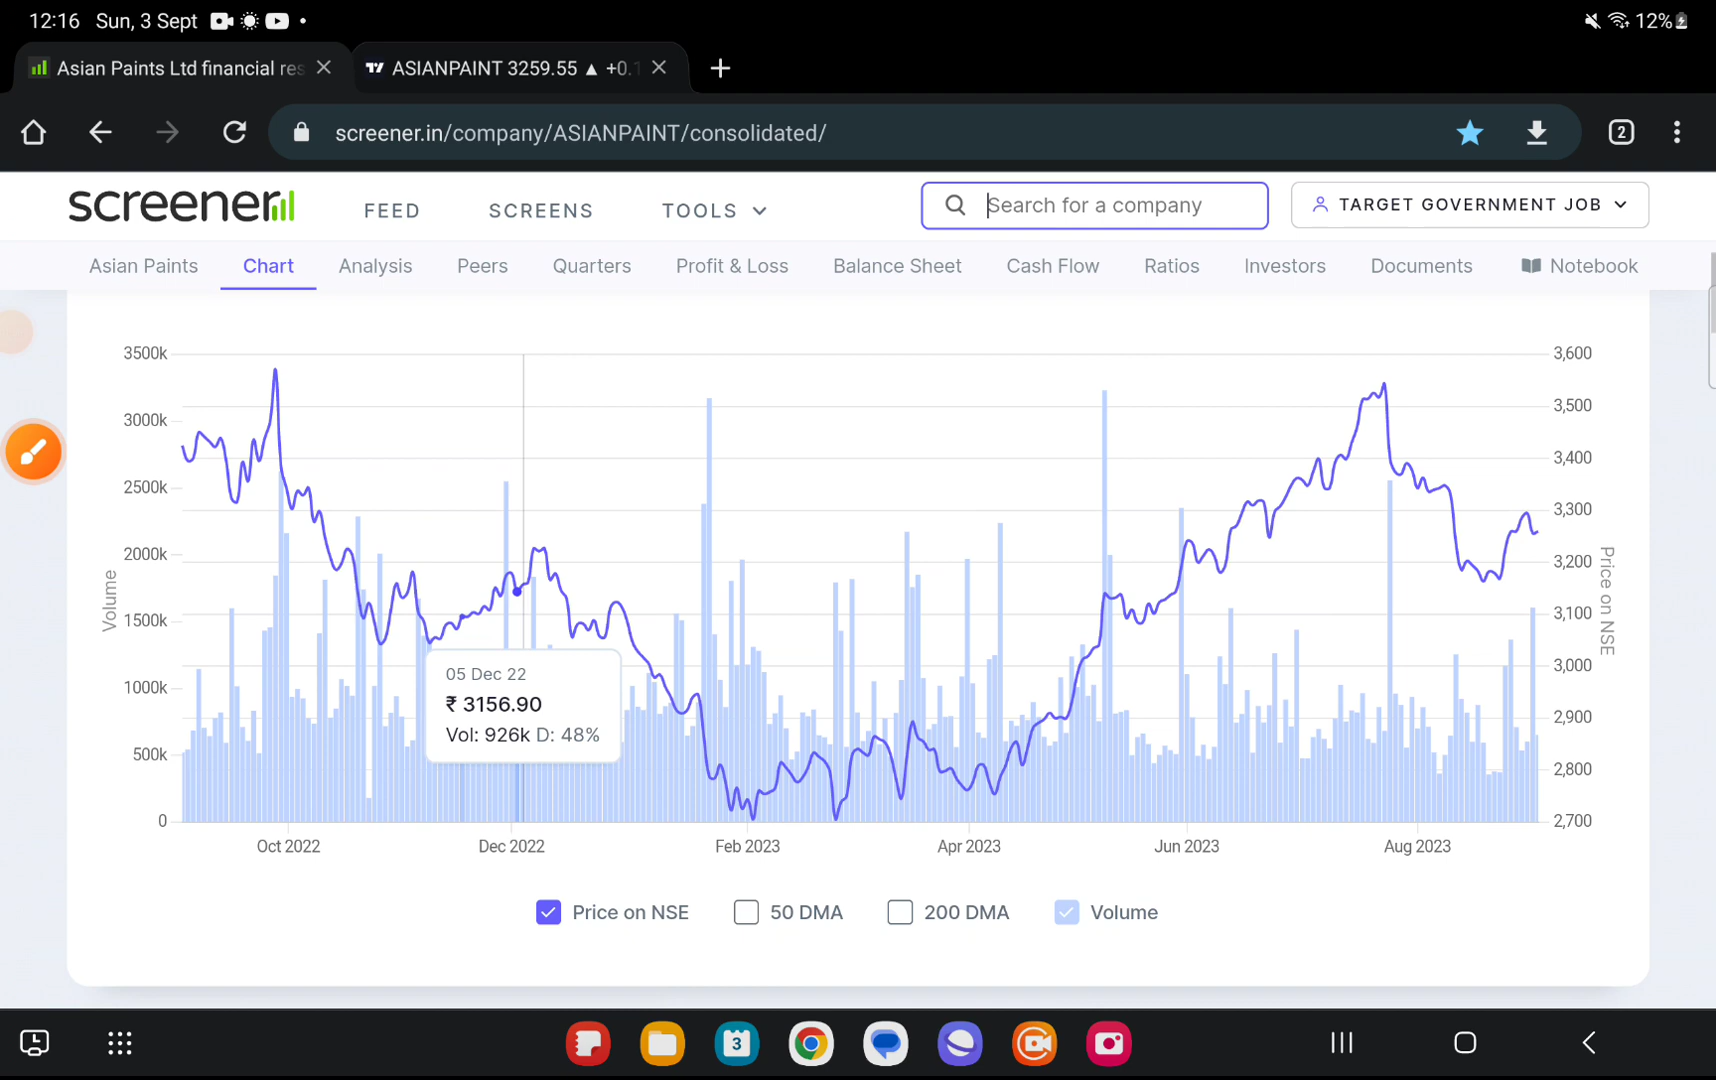 12:16 Sun, 3 Sept
12%
Asian Paints Ltd financial res
ASIANPAINT 3259.55 ▲ +0.1
screener.in/company/ASIANPAINT/consolidated/
2
screener
FEED
SCREENS
TOOLS
Search for a company
TARGET GOVERNMENT JOB
Asian Paints
Chart
Analysis
Peers
Quarters
Profit & Loss
Balance Sheet
Cash Flow
Ratios
Investors
Documents
Notebook
3500k
3000k
2500k
2000k
1500k
1000k
500k
0
Volume
3,600
3,500
3,400
3,300
3,200
3,100
3,000
2,900
2,800
2,700
Price on NSE
05 Dec 22
₹ 3156.90
Vol: 926k D: 48%
Oct 2022
Dec 2022
Feb 2023
Apr 2023
Jun 2023
Aug 2023
Price on NSE
50 DMA
200 DMA
Volume
3